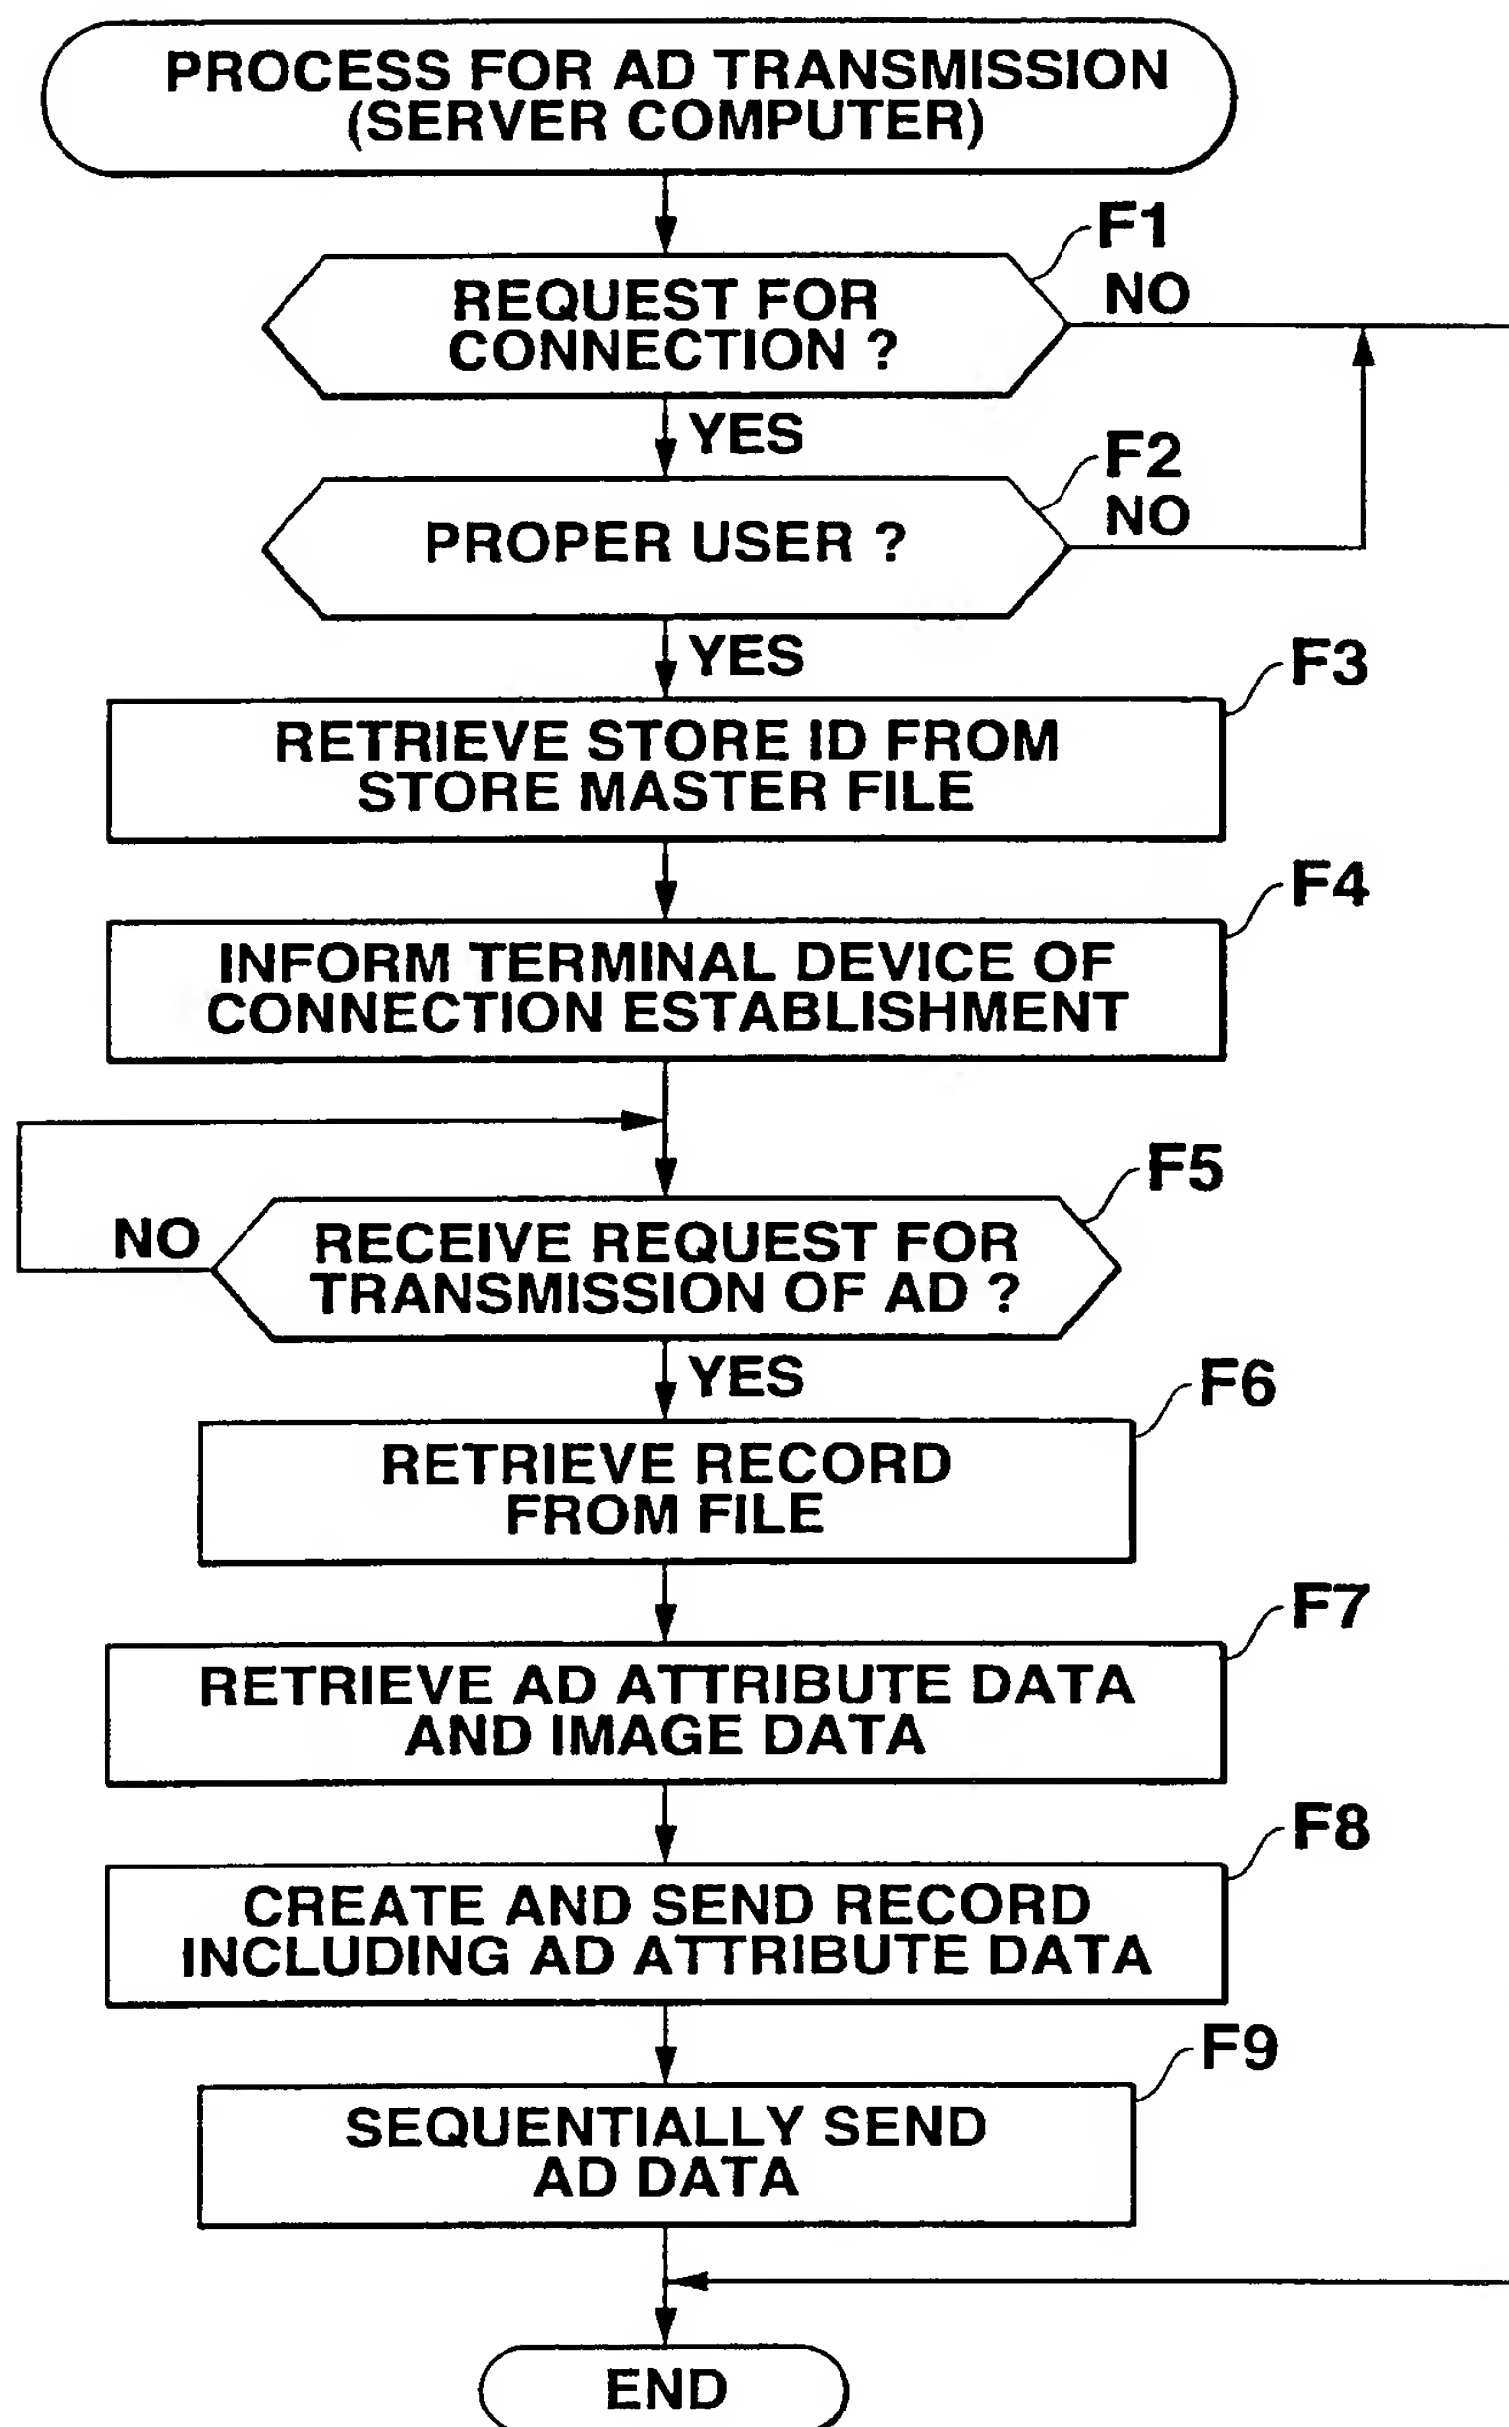 PROCESS FOR AD TRANSMISSION
(SERVER COMPUTER)
F1
REQUEST FOR
CONNECTION ?
NO
YES
F2
PROPER USER ?
NO
YES
F3
RETRIEVE STORE ID FROM
STORE MASTER FILE
F4
INFORM TERMINAL DEVICE OF
CONNECTION ESTABLISHMENT
F5
NO
RECEIVE REQUEST FOR
TRANSMISSION OF AD ?
YES
F6
RETRIEVE RECORD
FROM FILE
F7
RETRIEVE AD ATTRIBUTE DATA
AND IMAGE DATA
F8
CREATE AND SEND RECORD
INCLUDING AD ATTRIBUTE DATA
F9
SEQUENTIALLY SEND
AD DATA
END